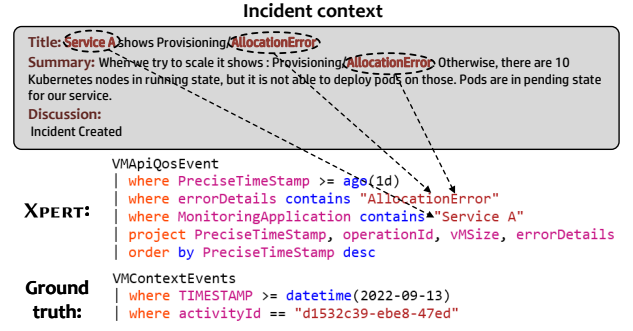 Incident context
Title: Service A shows Provisioning/AllocationError
Summary: When we try to scale it shows : Provisioning/AllocationError. Otherwise, there are 10
Kubernetes nodes in running state, but it is not able to deploy pods on those. Pods are in pending state
for our service.
Discussion:
Incident Created
XPERT:
VMApiQosEvent
| where PreciseTimeStamp >= ago(1d)
| where errorDetails contains "AllocationError"
| where MonitoringApplication contains "Service A"
| project PreciseTimeStamp, operationId, vMSize, errorDetails
| order by PreciseTimeStamp desc
Ground
truth:
VMContextEvents
| where TIMESTAMP >= datetime(2022-09-13)
| where activityId == "d1532c39-ebe8-47ed"